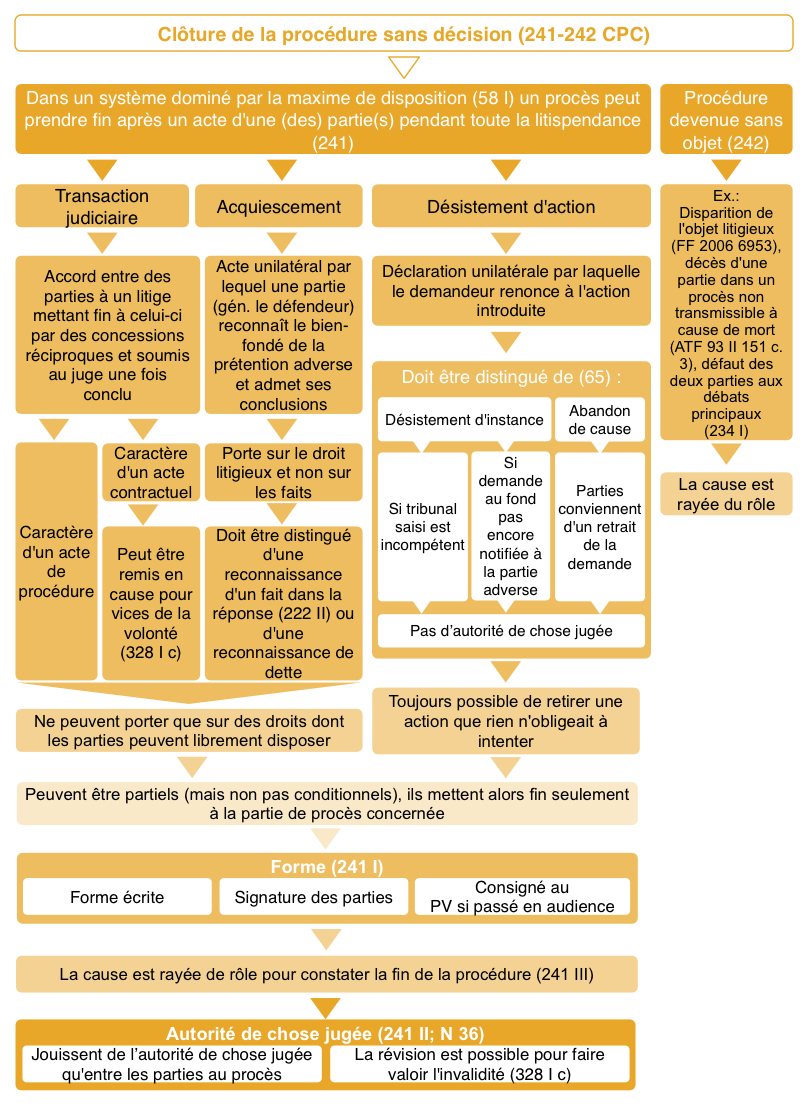 Clôture de la procédure sans décision (241-242 CPC)
Dans un système dominé par la maxime de disposition (58 I) un procès peut
prendre fin après un acte d'une (des) partie(s) pendant toute la litispendance
(241)
Procédure
devenue sans
objet (242)
Transaction
judiciaire
Acquiescement
Désistement d'action
Ex.:
Disparition de
l'objet litigieux
(FF 2006 6953),
décès d'une
partie dans un
procès non
transmissible à
cause de mort
(ATF 93 II 151 c.
3), défaut des
deux parties aux
débats
principaux
(234 I)
La cause est
rayée du rôle
Accord entre des
parties à un litige
mettant fin à celui-ci
par des concessions
réciproques et soumis
au juge une fois
conclu
Acte unilatéral par
lequel une partie
(gén. le défendeur)
reconnaît le bien-
fondé de la
prétention adverse
et admet ses
conclusions
Déclaration unilatérale par laquelle
le demandeur renonce à l'action
introduite
Doit être distingué de (65) :
Désistement d'instance
Abandon
de cause
Si tribunal
saisi est
incompétent
Si
demande
au fond
pas
encore
notifiée à
la partie
adverse
Parties
conviennent
d'un retrait
de la
demande
Pas d'autorité de chose jugée
Caractère
d'un acte
de
procédure
Caractère
d'un acte
contractuel
Peut être
remis en
cause pour
vices de la
volonté
(328 I c)
Porte sur le droit
litigieux et non sur
les faits
Doit être distingué
d'une
reconnaissance
d'un fait dans la
réponse (222 II) ou
d'une
reconnaissance de
dette
Ne peuvent porter que sur des droits dont
les parties peuvent librement disposer
Toujours possible de retirer une
action que rien n'obligeait à
intenter
Peuvent être partiels (mais non pas conditionnels), ils mettent alors fin seulement
à la partie de procès concernée
Forme (241 I)
Forme écrite
Signature des parties
Consigné au
PV si passé en audience
La cause est rayée de rôle pour constater la fin de la procédure (241 III)
Autorité de chose jugée (241 II; N 36)
Jouissent de l'autorité de chose jugée
qu'entre les parties au procès
La révision est possible pour faire
valoir l'invalidité (328 I c)